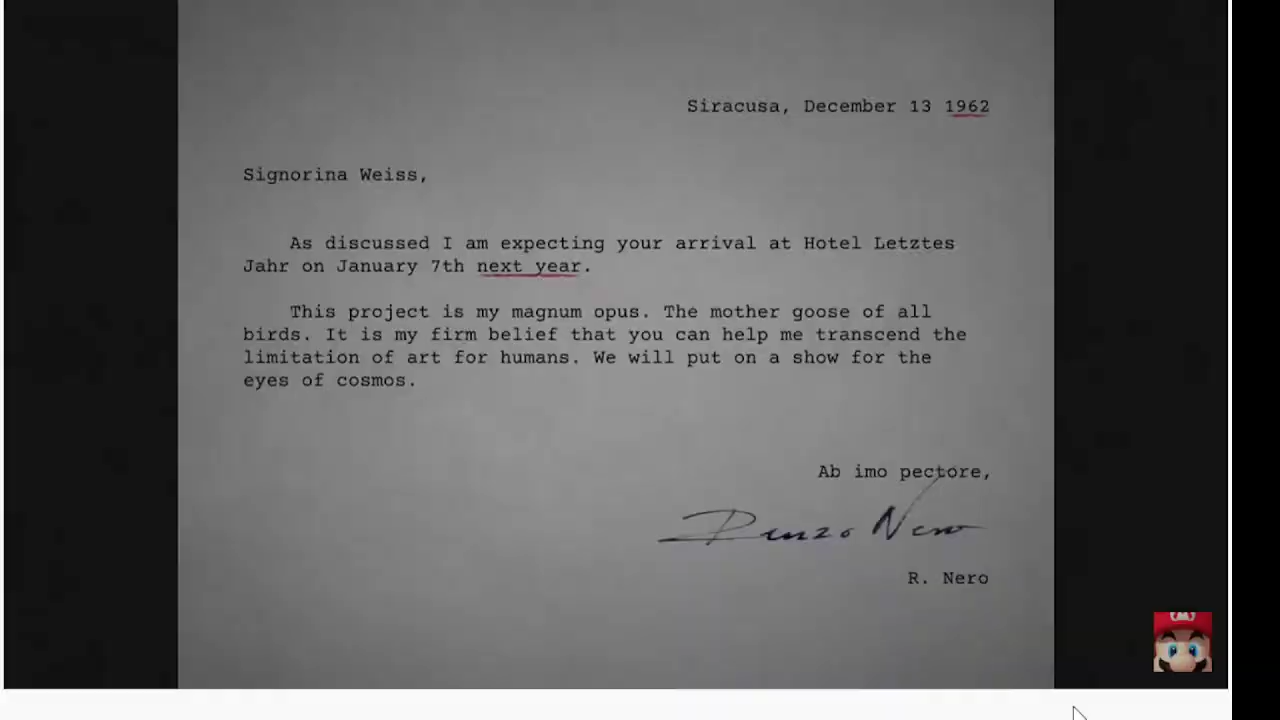 Siracusa, December 13 1962
Signorina Weiss,
As discussed I am expecting your arrival at Hotel Letztes
Jahr on January 7th next year.
This project is my magnum opus. The mother goose of all
birds. It is my firm belief that you can help me transcend the
limitation of art for humans. We will put on a show for the
eyes of cosmos.
Ab imo pectore,
Renzo Nero
R. Nero
M